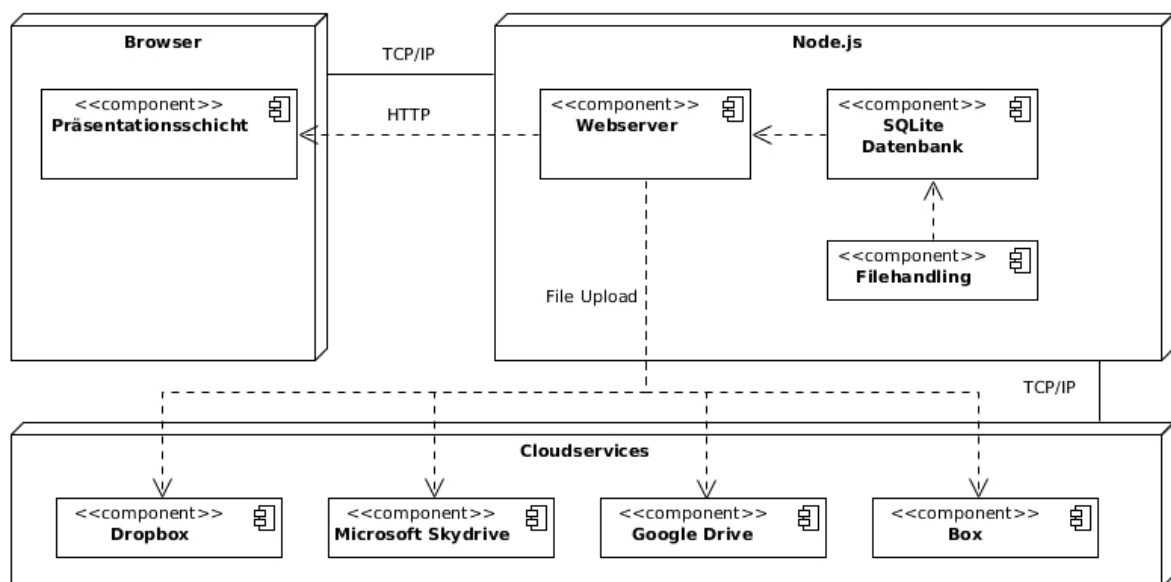 Browser
<<component>>
Präsentationsschicht
TCP/IP
HTTP
Node.js
<<component>>
Webserver
<<component>>
SQLite
Datenbank
<<component>>
Filehandling
File Upload
TCP/IP
Cloudservices
<<component>>
Dropbox
<<component>>
Microsoft Skydrive
<<component>>
Google Drive
<<component>>
Box